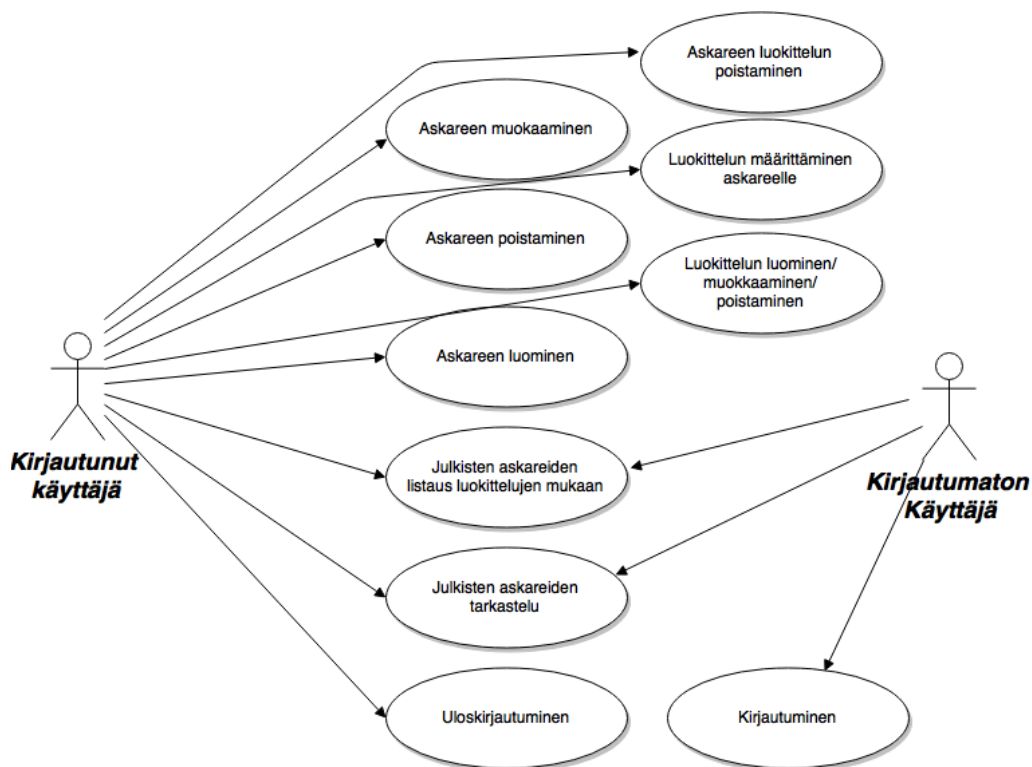 Askareen luokittelun
poistaminen
Askareen muokaaminen
Luokittelun määrittäminen
askareelle
Askareen poistaminen
Luokittelun luominen/
muokkaaminen/
poistaminen
Askareen luominen
Kirjautunut
käyttäjä
Julkisten askareiden
listaus luokittelujen mukaan
Kirjautumaton
Käyttäjä
Julkisten askareiden
tarkastelu
Uloskirjautuminen
Kirjautuminen